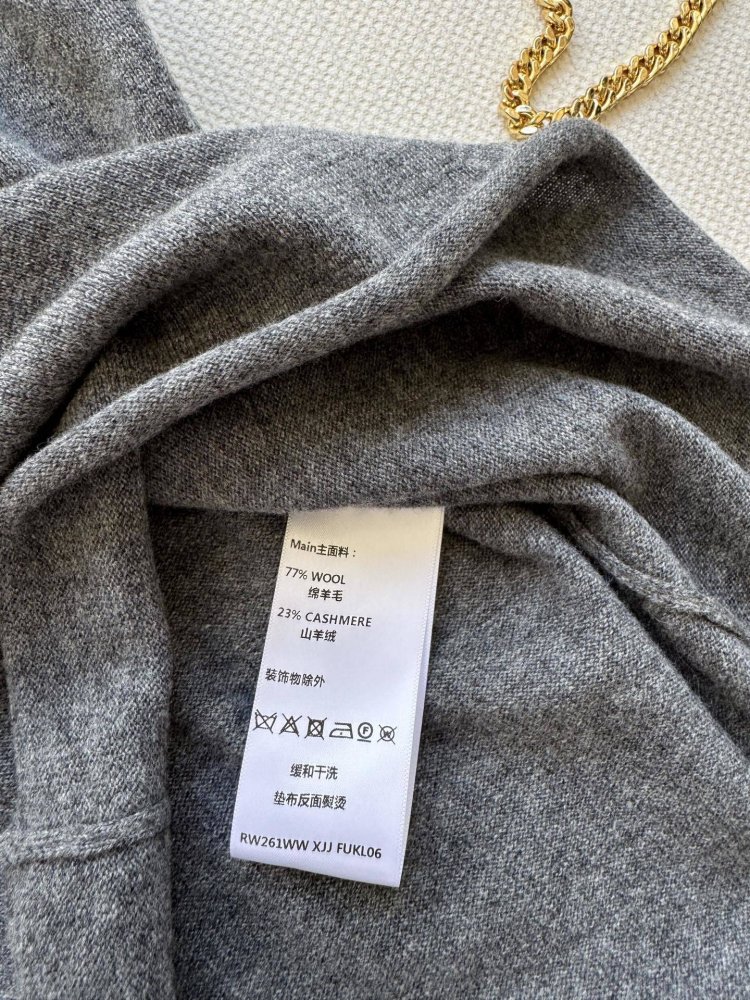 Main主面料：
77% WOOL
绵羊毛
23% CASHMERE
山羊绒
装饰物除外
缓和干洗
垫布反面熨烫
RW261WW XJJ FUKL06